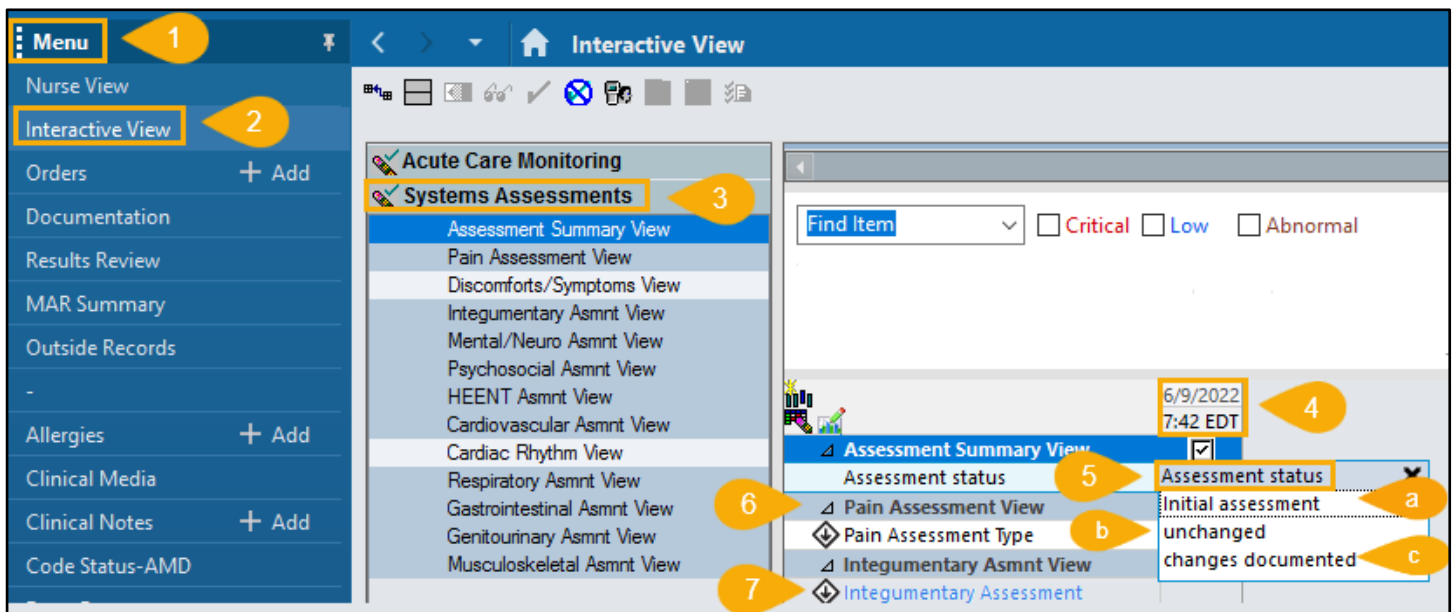 Menu
1
Interactive View
Nurse View
Interactive View
2
Orders
+ Add
Documentation
Results Review
MAR Summary
Outside Records
-
Allergies
+ Add
Clinical Media
Clinical Notes
+ Add
Code Status-AMD
Acute Care Monitoring
Systems Assessments
3
Assessment Summary View
Pain Assessment View
Discomforts/Symptoms View
Integumentary Asmnt View
Mental/Neuro Asmnt View
Psychosocial Asmnt View
HEENT Asmnt View
Cardiovascular Asmnt View
Cardiac Rhythm View
Respiratory Asmnt View
Gastrointestinal Asmnt View
Genitourinary Asmnt View
Musculoskeletal Asmnt View
Find Item
Critical
Low
Abnormal
6/9/2022
7:42 EDT
4
Assessment Summary View
Assessment status
5
Assessment status
6
Pain Assessment View
Initial assessment
a
Pain Assessment Type
b
unchanged
Integumentary Asmnt View
changes documented
c
7
Integumentary Assessment